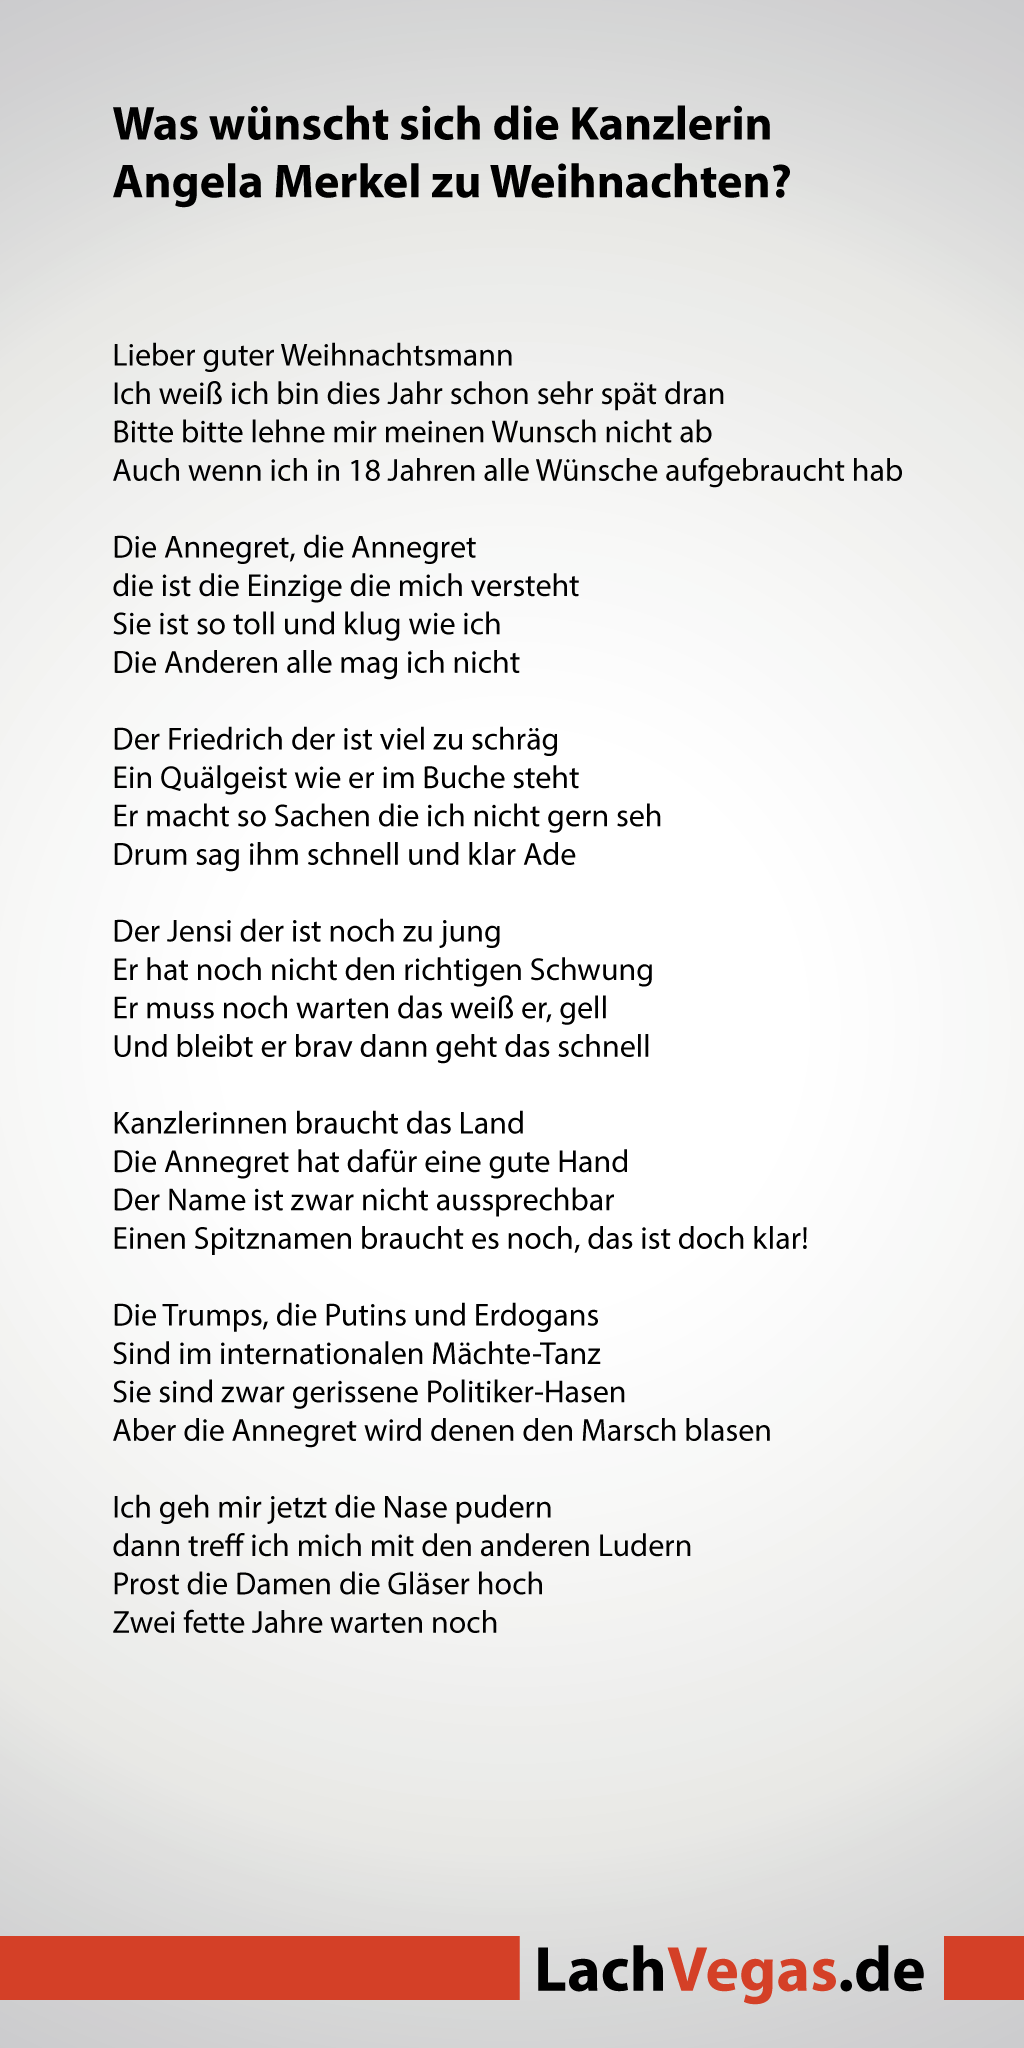 Was wünscht sich die Kanzlerin
Angela Merkel zu Weihnachten?
Lieber guter Weihnachtsmann
Ich weiß ich bin dies Jahr schon sehr spät dran
Bitte bitte lehne mir meinen Wunsch nicht ab
Auch wenn ich in 18 Jahren alle Wünsche aufgebraucht hab
Die Annegret, die Annegret
die ist die Einzige die mich versteht
Sie ist so toll und klug wie ich
Die Anderen alle mag ich nicht
Der Friedrich der ist viel zu schräg
Ein Quälgeist wie er im Buche steht
Er macht so Sachen die ich nicht gern seh
Drum sag ihm schnell und klar Ade
Der Jensi der ist noch zu jung
Er hat noch nicht den richtigen Schwung
Er muss noch warten das weiß er, gell
Und bleibt er brav dann geht das schnell
Kanzlerinnen braucht das Land
Die Annegret hat dafür eine gute Hand
Der Name ist zwar nicht aussprechbar
Einen Spitznamen braucht es noch, das ist doch klar!
Die Trumps, die Putins und Erdogans
Sind im internationalen Mächte-Tanz
Sie sind zwar gerissene Politiker-Hasen
Aber die Annegret wird denen den Marsch blasen
Ich geh mir jetzt die Nase pudern
dann treff ich mich mit den anderen Ludern
Prost die Damen die Gläser hoch
Zwei fette Jahre warten noch
LachVegas.de